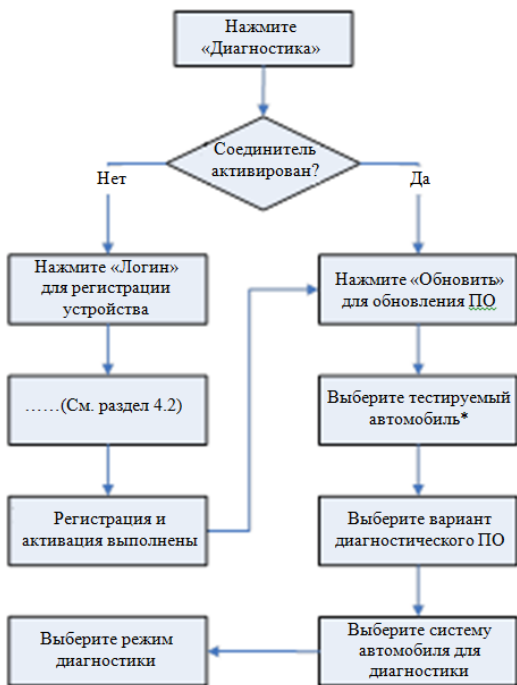 Нажмите
«Диагностика»
Соединитель
активирован?
Нет
Да
Нажмите «Логин»
для регистрации
устройства
Нажмите «Обновить»
для обновления ПО
……(См. раздел 4.2)
Выберите тестируемый
автомобиль*
Регистрация и
активация выполнены
Выберите вариант
диагностического ПО
Выберите режим
диагностики
Выберите систему
автомобиля для
диагностики